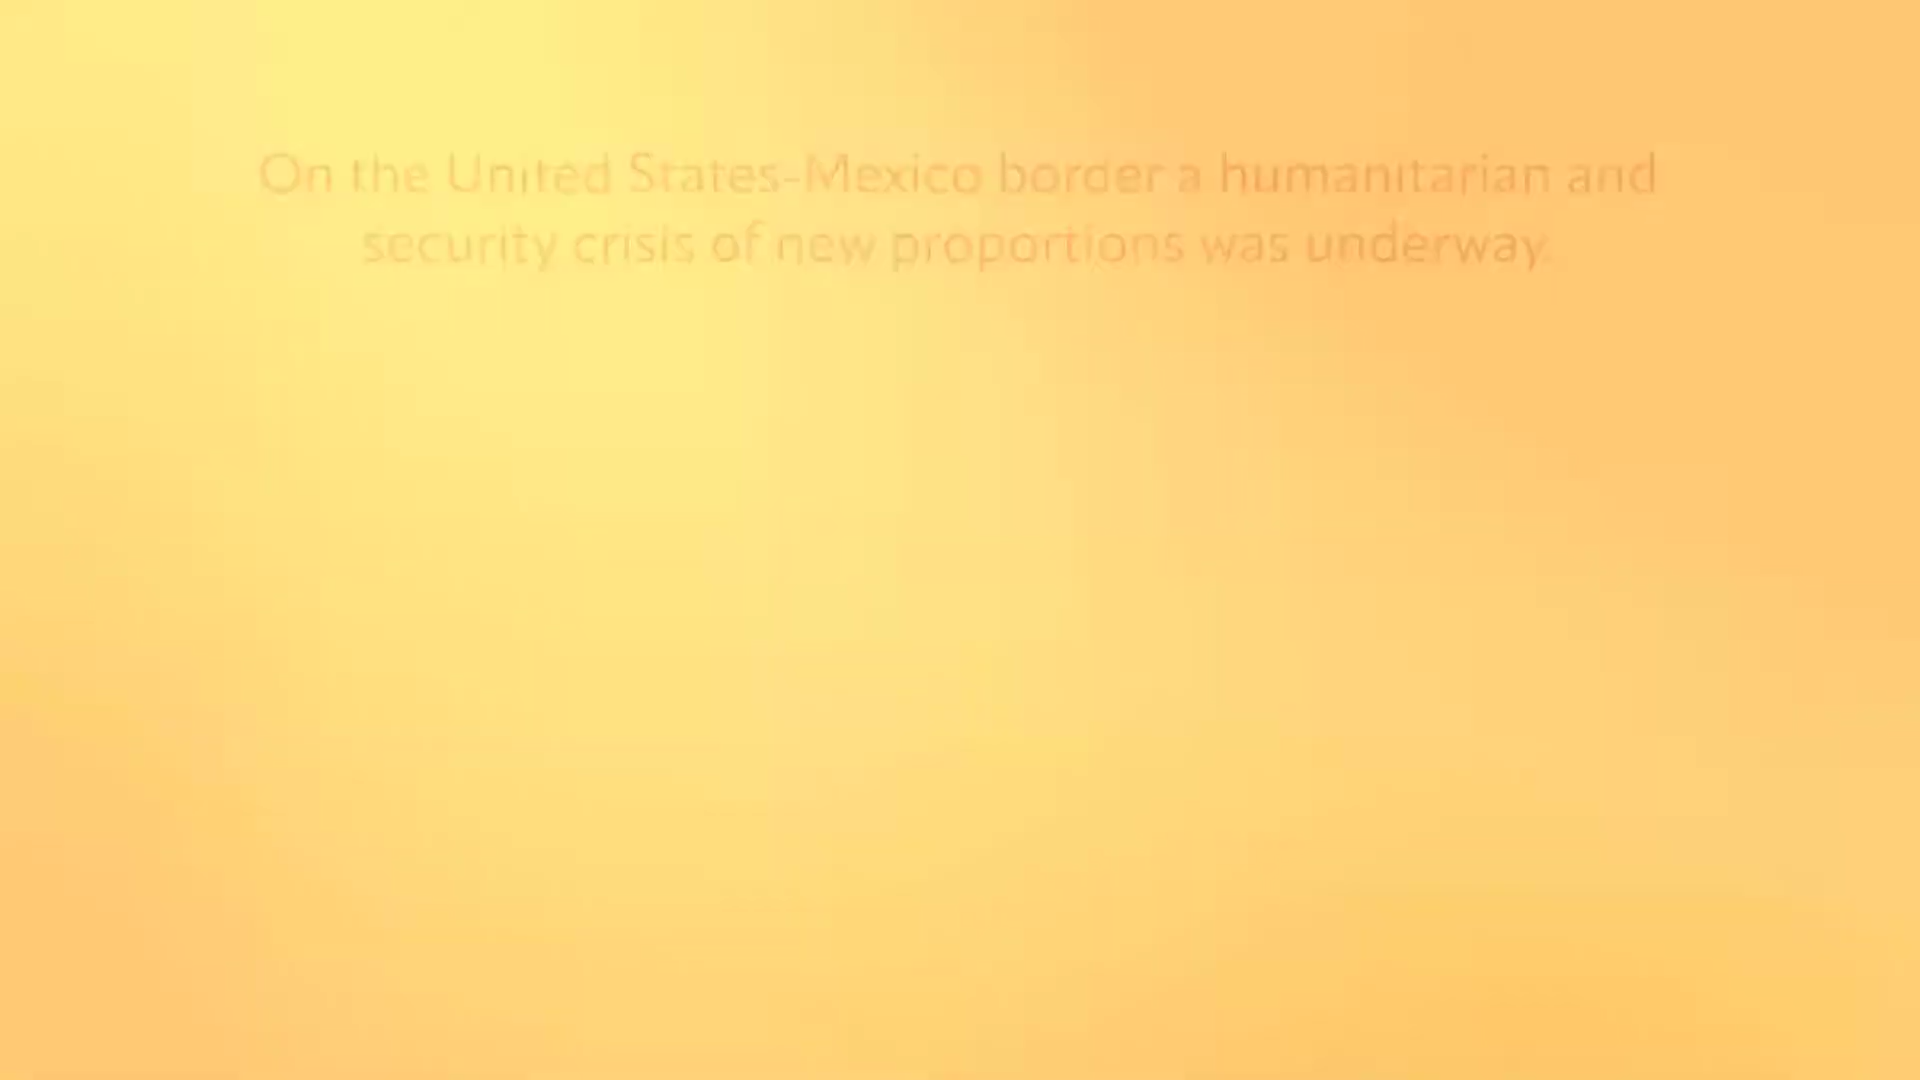 On the United States-Mexico border a humanitarian and
security crisis of new proportions was underway.